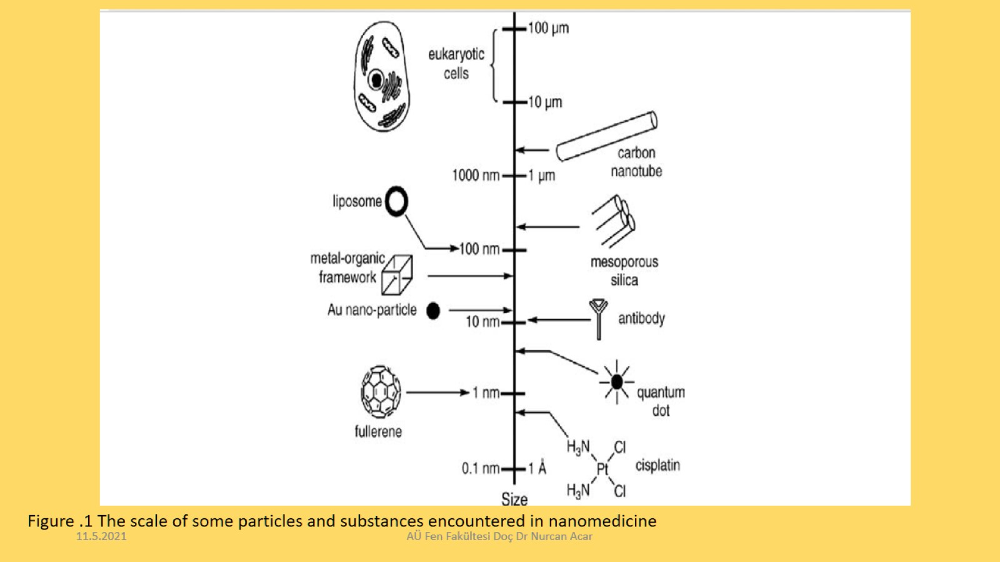 100 µm
eukaryotic
cells
10 µm
carbon
nanotube
1000 nm
1 µm
liposome
100 nm
metal-organic
framework
mesoporous
silica
Au nano-particle
10 nm
antibody
1 nm
quantum
dot
fullerene
H₃N
Cl
0.1 nm
1 Å
Pt
cisplatin
H₃N
Cl
Size
Figure .1 The scale of some particles and substances encountered in nanomedicine
11.5.2021
AÜ Fen Fakültesi Doç Dr Nurcan Acar